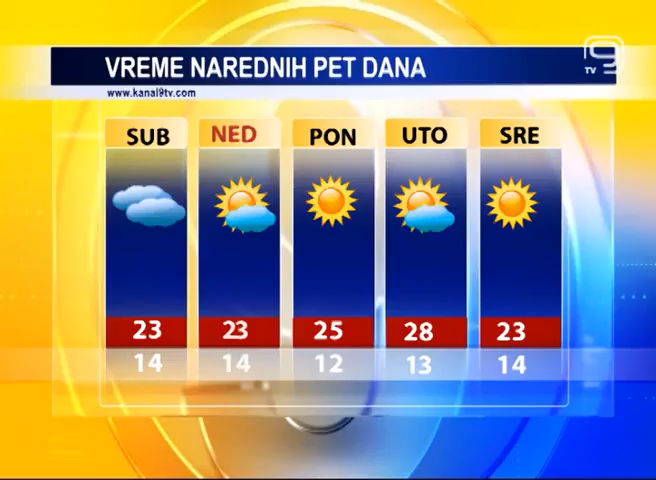 VREME NAREDNIH PET DANA
9
TV
www.kanal9tv.com
SUB NED PON UTO SRE
23 23 25 28 23
14 14 12 13 14